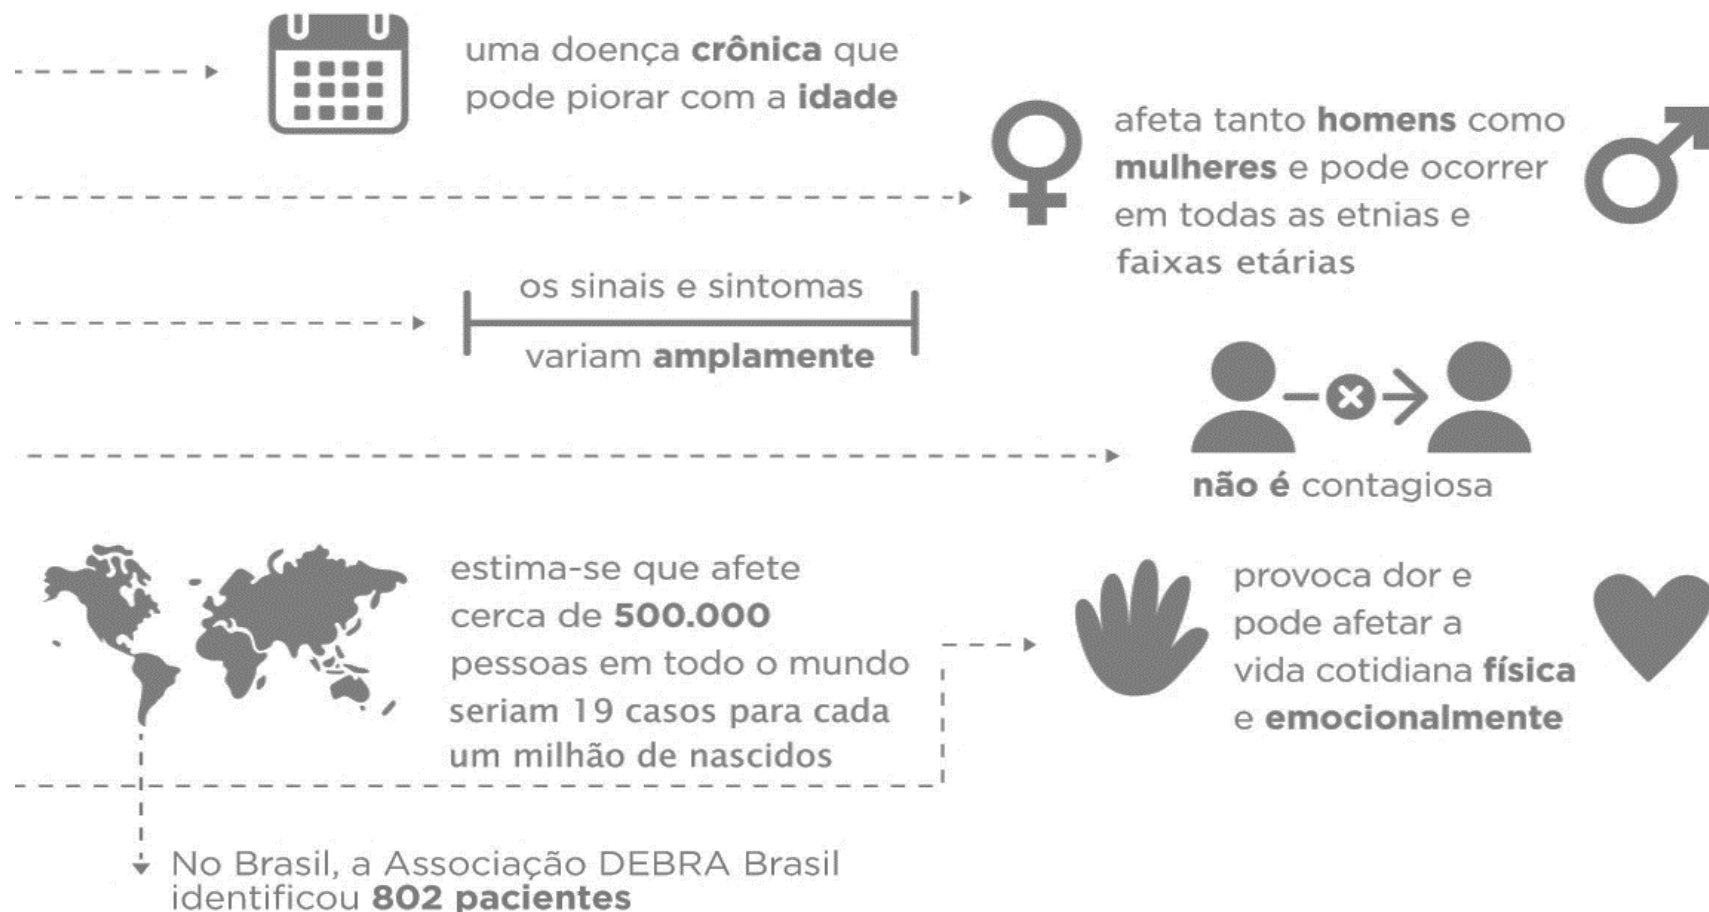 uma doença crônica que
pode piorar com a idade
afeta tanto homens como
mulheres e pode ocorrer
em todas as etnias e
faixas etárias
os sinais e sintomas
variam amplamente
não é contagiosa
estima-se que afete
cerca de 500.000
pessoas em todo o mundo
seriam 19 casos para cada
um milhão de nascidos
provoca dor e
pode afetar a
vida cotidiana física
e emocionalmente
No Brasil, a Associação DEBRA Brasil
identificou 802 pacientes